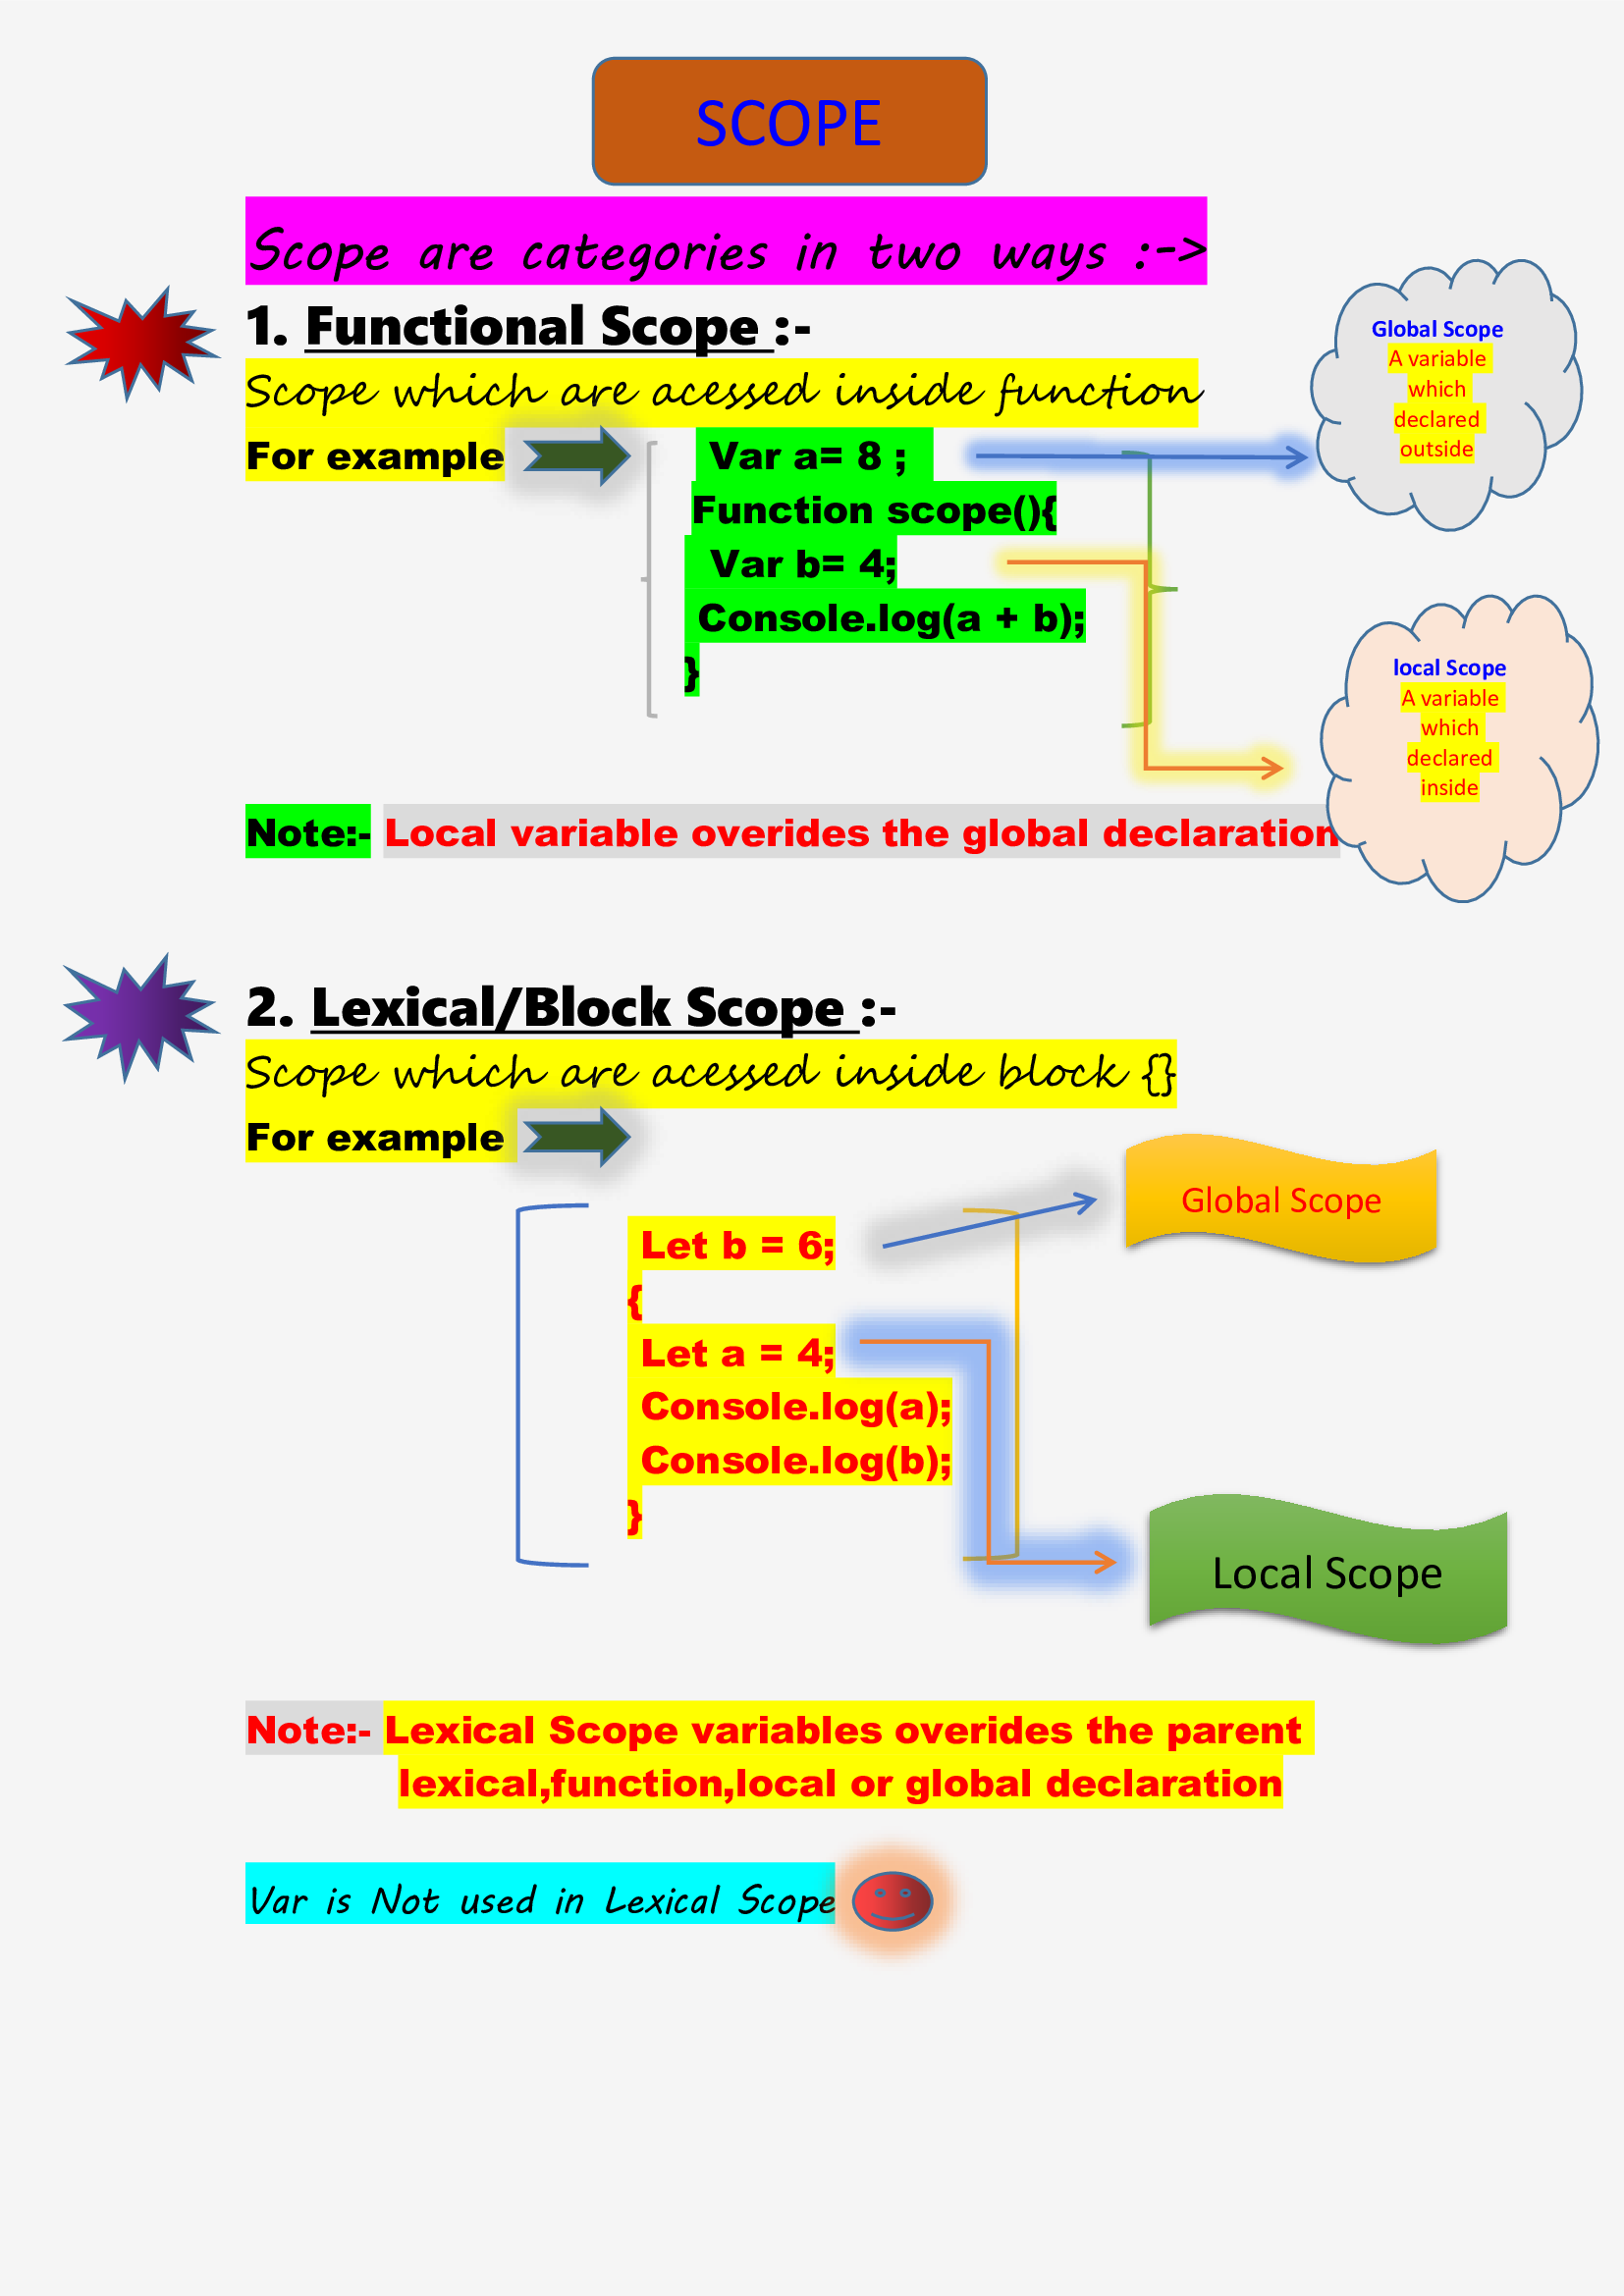 SCOPE
Scope are categories in two ways :->
1. Functional Scope :-
Scope which are acessed inside function
For example
Var a= 8 ;
Function scope(){
Var b= 4;
Console.log(a + b);
}
Global Scope
A variable
which
declared
outside
local Scope
A variable
which
declared
inside
Note:- Local variable overides the global declaration
2. Lexical/Block Scope :-
Scope which are acessed inside block {}
For example
Let b = 6;
{
Let a = 4;
Console.log(a);
Console.log(b);
}
Global Scope
Local Scope
Note:- Lexical Scope variables overides the parent
lexical,function,local or global declaration
Var is Not used in Lexical Scope